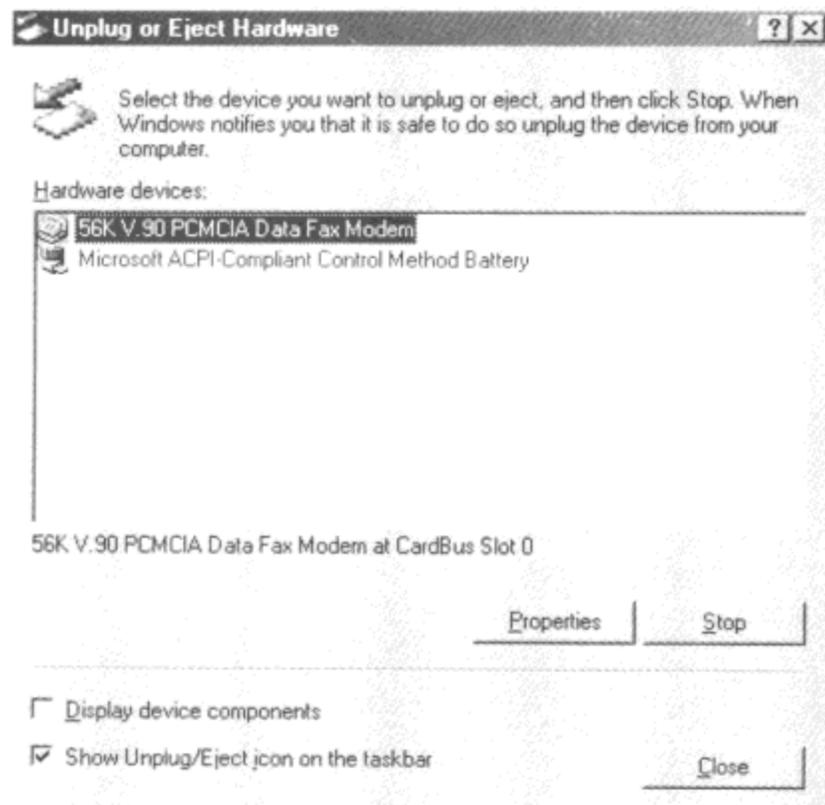 Unplug or Eject Hardware
Select the device you want to unplug or eject, and then click Stop. When
Windows notifies you that it is safe to do so unplug the device from your
computer.
Hardware devices:
56K V.90 PCMCIA Data Fax Modem
Microsoft ACPI-Compliant Control Method Battery
56K V.90 PCMCIA Data Fax Modem at CardBus Slot 0
Properties Stop
Display device components
Show Unplug/Eject icon on the taskbar
Close